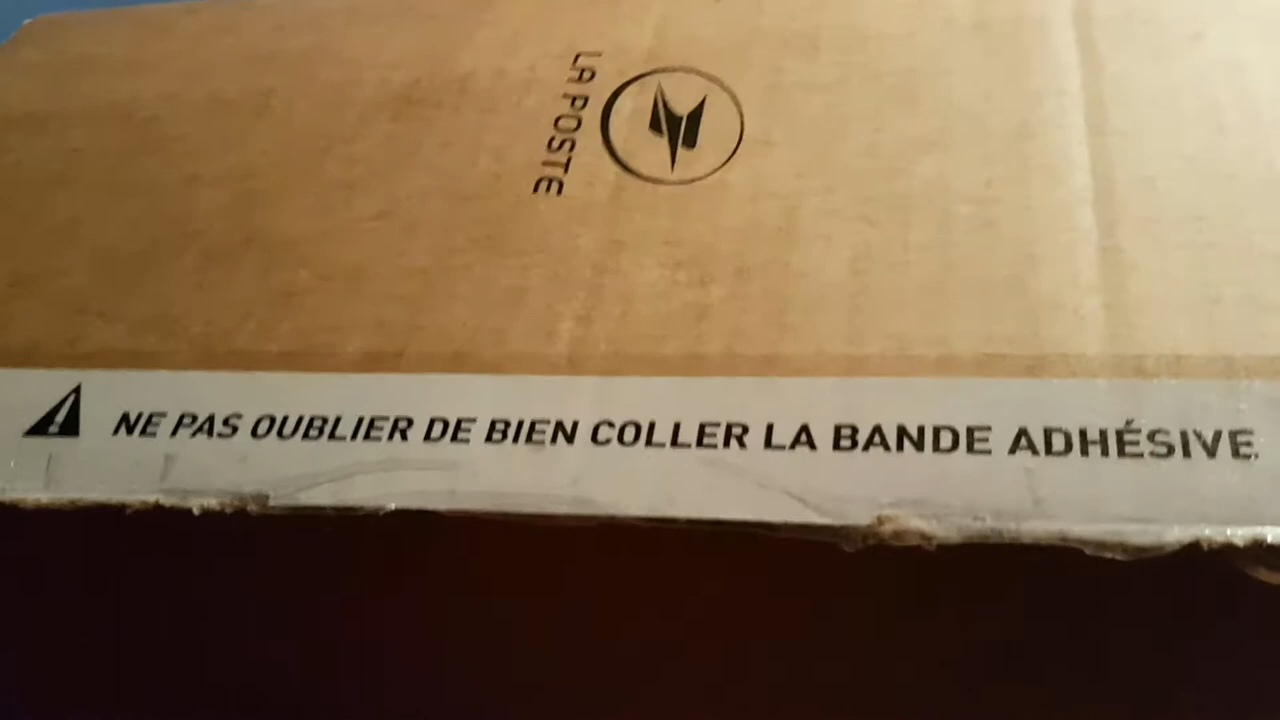 LA POSTE
NE PAS OUBLIER DE BIEN COLLER LA BANDE ADHÉSIVE.